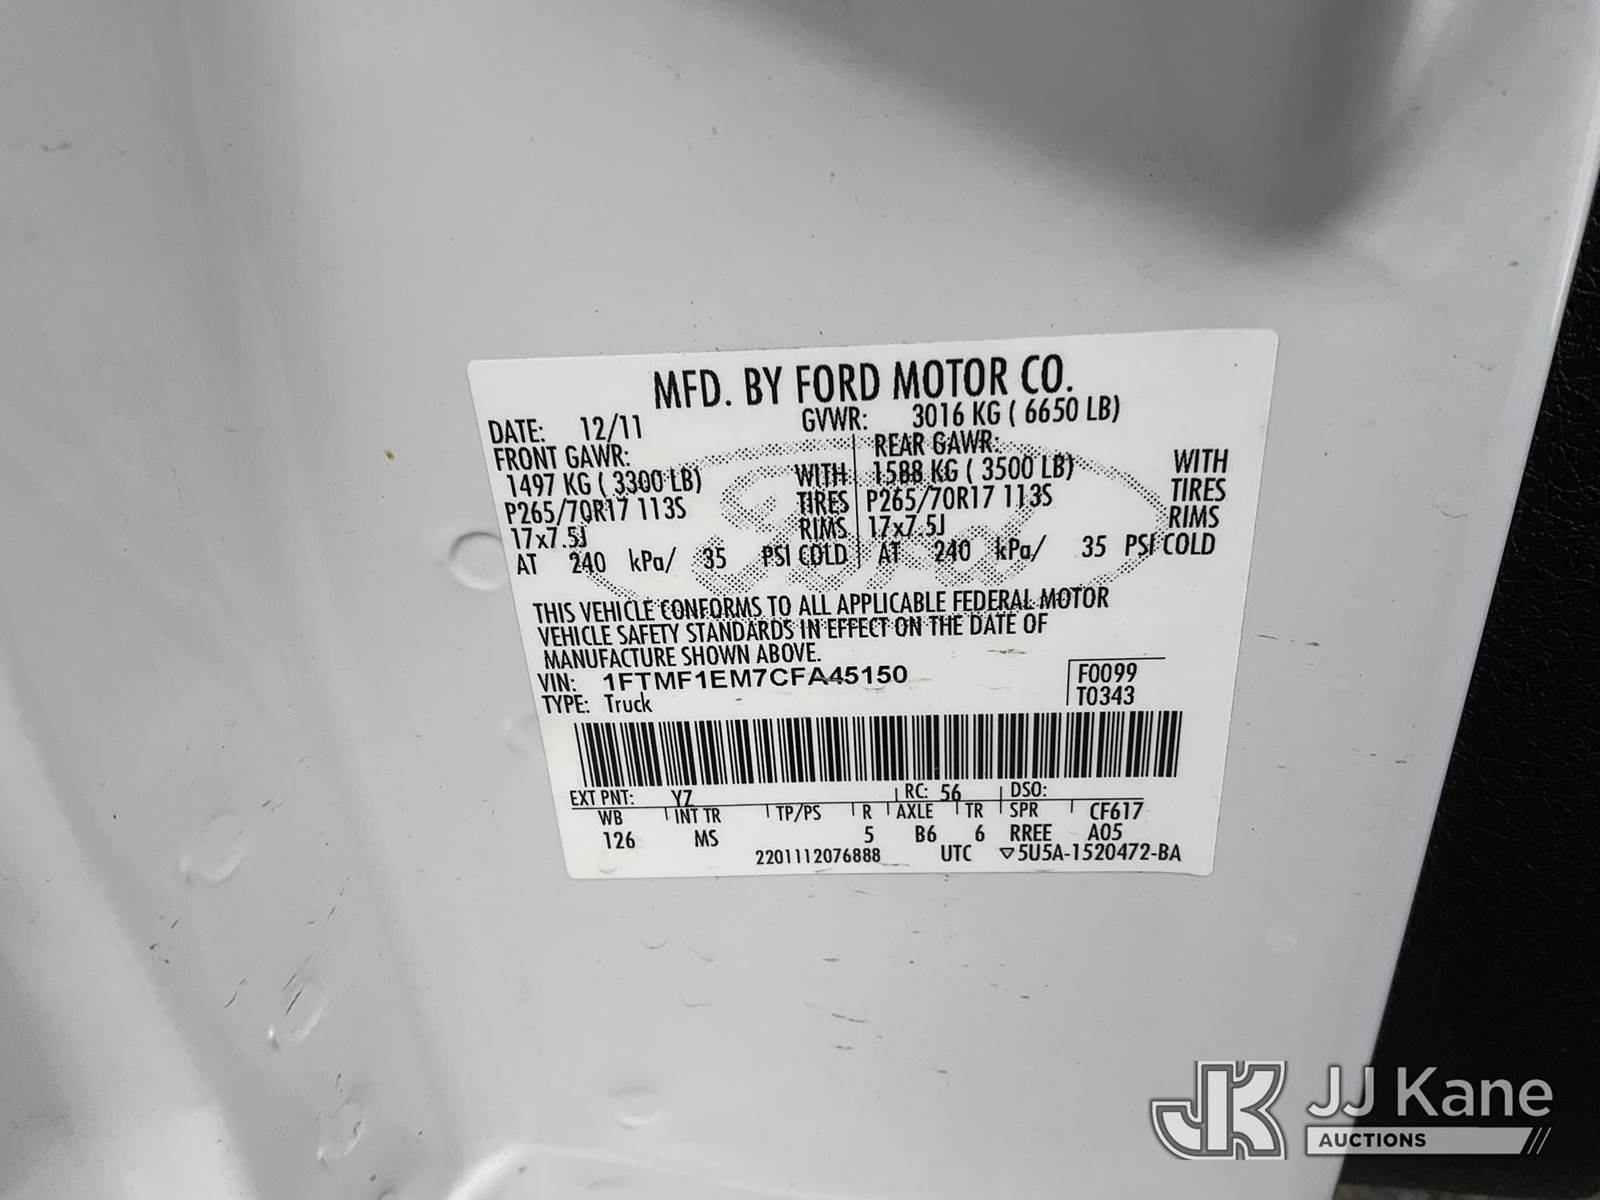 MFD. BY FORD MOTOR CO.
DATE: 12/11 GVWR: 3016 KG ( 6650 LB)
FRONT GAWR: REAR GAWR:
1497 KG ( 3300 LB) WITH 1588 KG ( 3500 LB) WITH
P265/70R17 113S TIRES P265/70R17 113S TIRES
17x7.5J RIMS 17x7.5J RIMS
AT 240 kPa/ 35 PSI COLD AT 240 kPa/ 35 PSI COLD
Ford
THIS VEHICLE CONFORMS TO ALL APPLICABLE FEDERAL MOTOR
VEHICLE SAFETY STANDARDS IN EFFECT ON THE DATE OF
MANUFACTURE SHOWN ABOVE.
VIN: 1FTMF1EM7CFA45150 F0099
TYPE: Truck T0343
EXT PNT: YZ RC: 56 DSO:
WB INT TR TP/PS R AXLE TR SPR CF617
126 MS 5 B6 6 RREE A05
2201112076888 UTC ▽5U5A-1520472-BA
JK JJ Kane
AUCTIONS